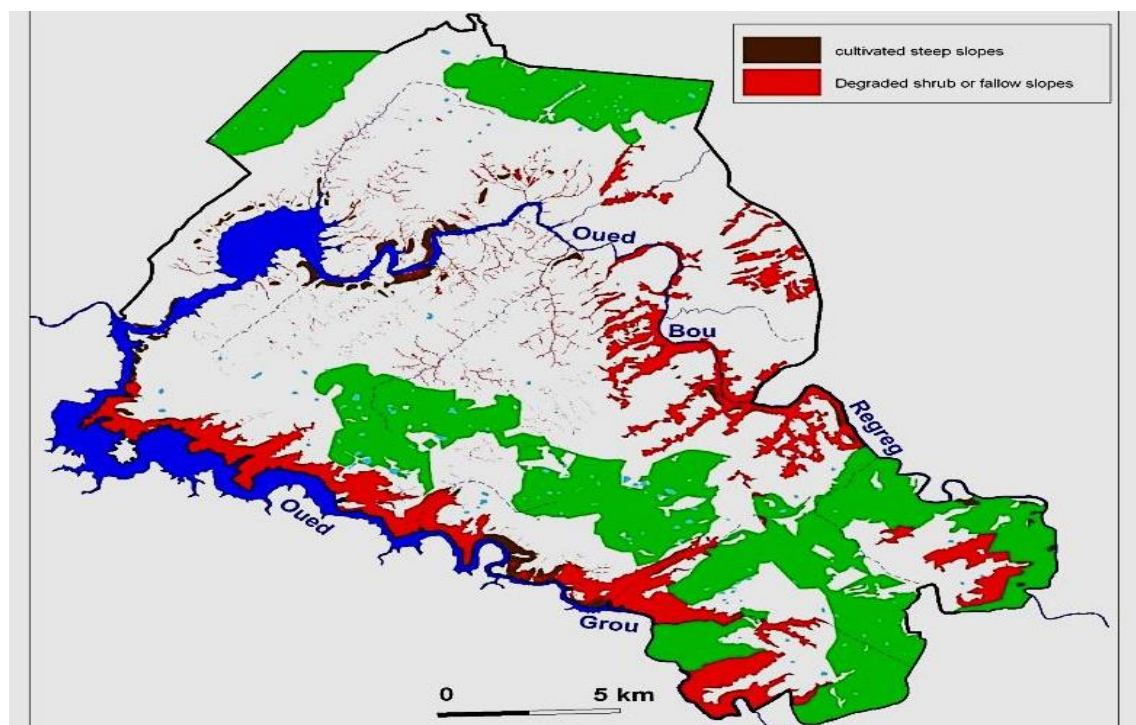 cultivated steep slopes
Degraded shrub or fallow slopes
Oued
Bou
Regreg
Oued
Grou
0 5 km